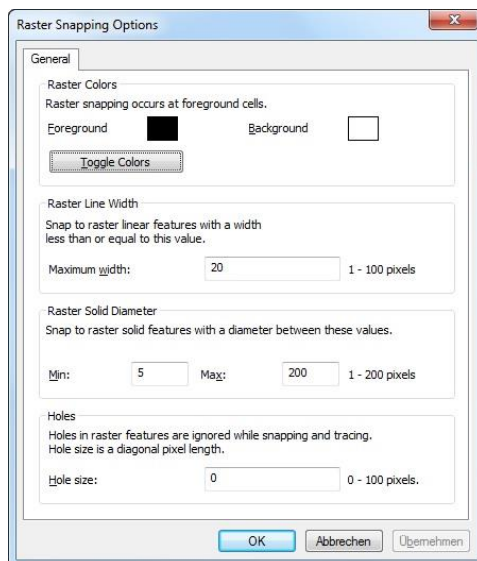 Raster Snapping Options
General
Raster Colors
Raster snapping occurs at foreground cells.
Foreground Background
Toggle Colors
Raster Line Width
Snap to raster linear features with a width
less than or equal to this value.
Maximum width: 20 1 - 100 pixels
Raster Solid Diameter
Snap to raster solid features with a diameter between these values.
Min: 5 Max: 200 1 - 200 pixels
Holes
Holes in raster features are ignored while snapping and tracing.
Hole size is a diagonal pixel length.
Hole size: 0 0 - 100 pixels.
OK Abbrechen Übernehmen